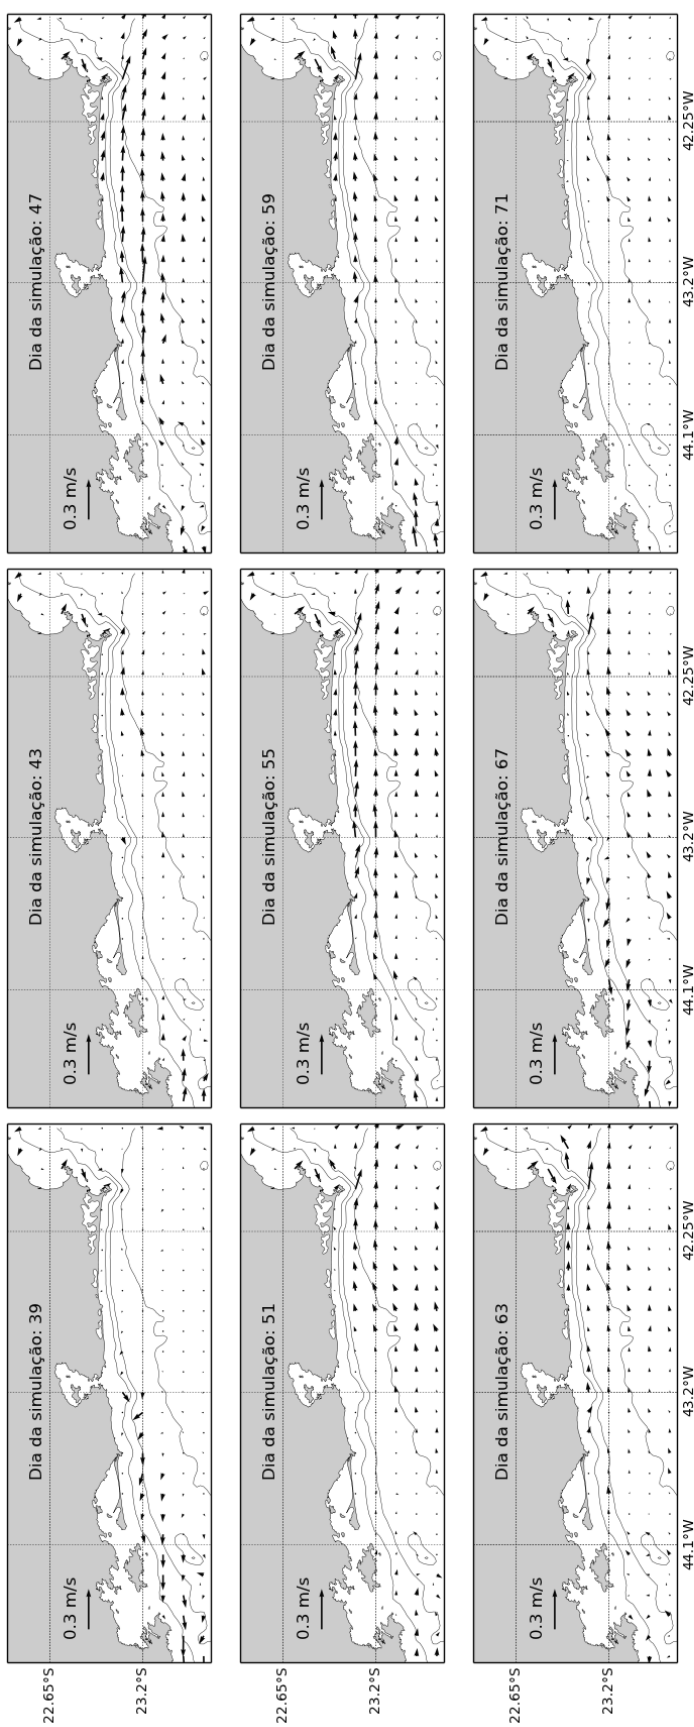 Dia da simulação: 39
0.3 m/s
Dia da simulação: 43
0.3 m/s
Dia da simulação: 47
0.3 m/s
22.65°S
23.2°S
Dia da simulação: 51
0.3 m/s
Dia da simulação: 55
0.3 m/s
Dia da simulação: 59
0.3 m/s
22.65°S
23.2°S
Dia da simulação: 63
0.3 m/s
Dia da simulação: 67
0.3 m/s
Dia da simulação: 71
0.3 m/s
22.65°S
23.2°S
44.1°W
43.2°W
42.25°W
44.1°W
43.2°W
42.25°W
44.1°W
43.2°W
42.25°W